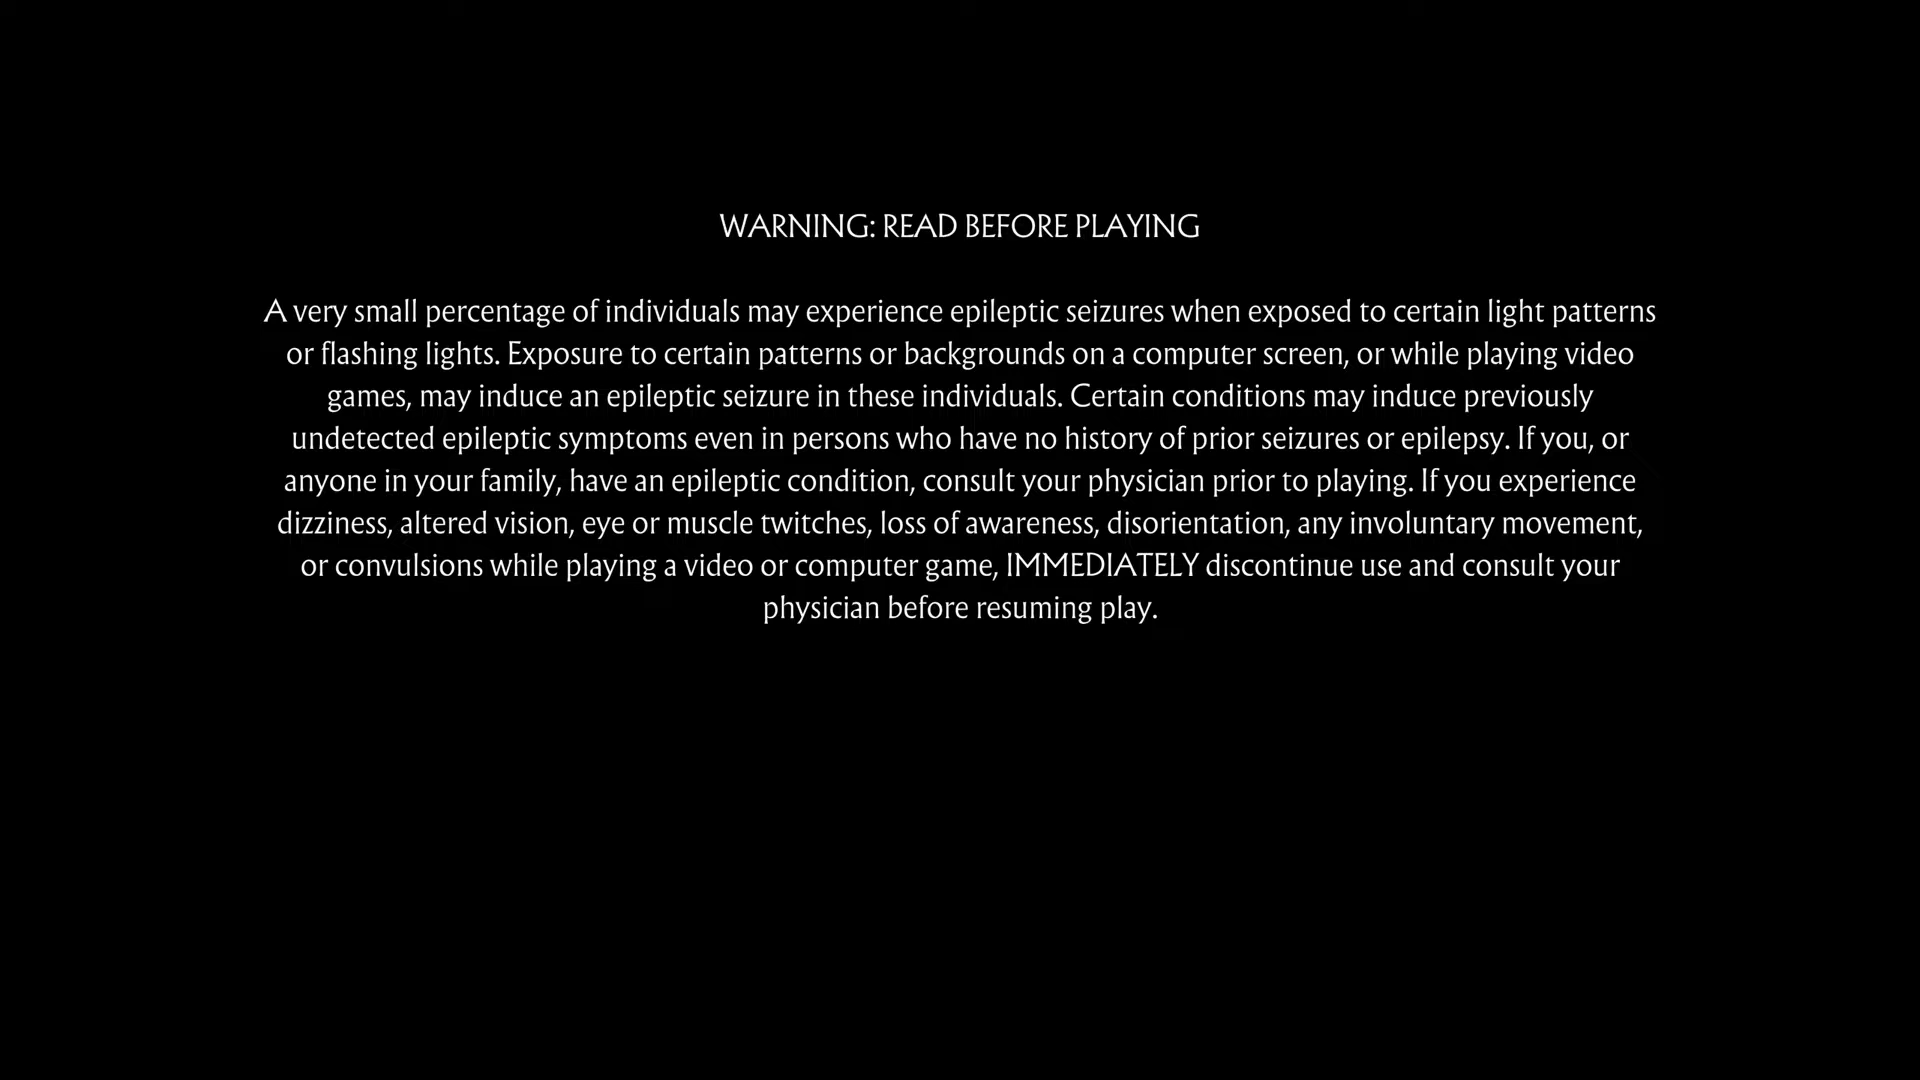 WARNING: READ BEFORE PLAYING
A very small percentage of individuals may experience epileptic seizures when exposed to certain light patterns
or flashing lights. Exposure to certain patterns or backgrounds on a computer screen, or while playing video
games, may induce an epileptic seizure in these individuals. Certain conditions may induce previously
undetected epileptic symptoms even in persons who have no history of prior seizures or epilepsy. If you, or
anyone in your family, have an epileptic condition, consult your physician prior to playing. If you experience
dizziness, altered vision, eye or muscle twitches, loss of awareness, disorientation, any involuntary movement,
or convulsions while playing a video or computer game, IMMEDIATELY discontinue use and consult your
physician before resuming play.